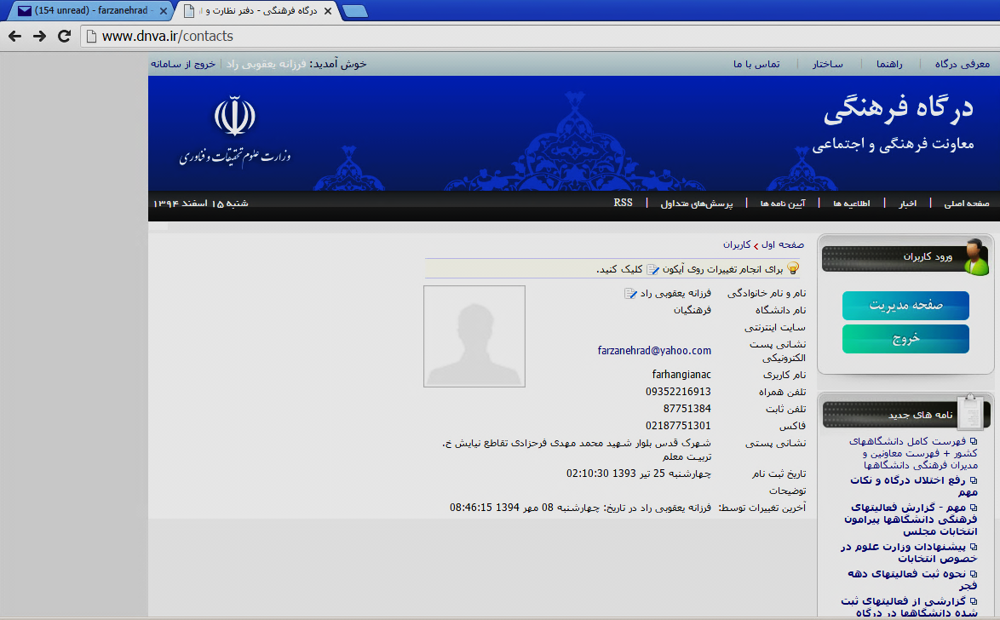 (154 unread) - farzanehrad -
درگاه فرهنگی - دفتر نظارت و ا
www.dnva.ir/contacts
معرفی درگاه | راهنما | ساختار | تماس با ما
خوش آمدید: فرزانه یعقوبی راد | خروج از سامانه
درگاه فرهنگی
معاونت فرهنگی و اجتماعی
وزارت علوم تحقیقات و فناوری
صفحه اصلی | اخبار | اطلاعیه ها | آیین نامه ها | پرسش‌های متداول | RSS
شنبه ۱۵ اسفند ۱۳۹۴
ورود کاربران
صفحه مدیریت
خروج
نامه های جدید
فهرست کامل دانشگاههای
کشور + فهرست معاونین و
مدیران فرهنگی دانشگاهها
رفع اختلال درگاه و نکات
مهم
مهم - گزارش فعالیتهای
فرهنگی دانشگاهها پیرامون
انتخابات مجلس
پیشنهادات وزارت علوم در
خصوص انتخابات
نحوه ثبت فعالیتهای دهه
فجر
گزارشی از فعالیتهای ثبت
شده دانشگاهها در درگاه
صفحه اول › کاربران
برای انجام تغییرات روی آیکون کلیک کنید.
نام و نام خانوادگی فرزانه یعقوبی راد
نام دانشگاه فرهنگیان
سایت اینترنتی
نشانی پست
الکترونیکی farzanehrad@yahoo.com
نام کاربری farhangianac
تلفن همراه 09352216913
تلفن ثابت 87751384
فاکس 02187751301
نشانی پستی شهرک قدس بلوار شهید محمد مهدی فرحزادی تقاطع نیایش خ.
تربیت معلم
تاریخ ثبت نام چهارشنبه 25 تیر 1393 02:10:30
توضیحات
آخرین تغییرات توسط: فرزانه یعقوبی راد در تاریخ: چهارشنبه 08 مهر 1394 08:46:15